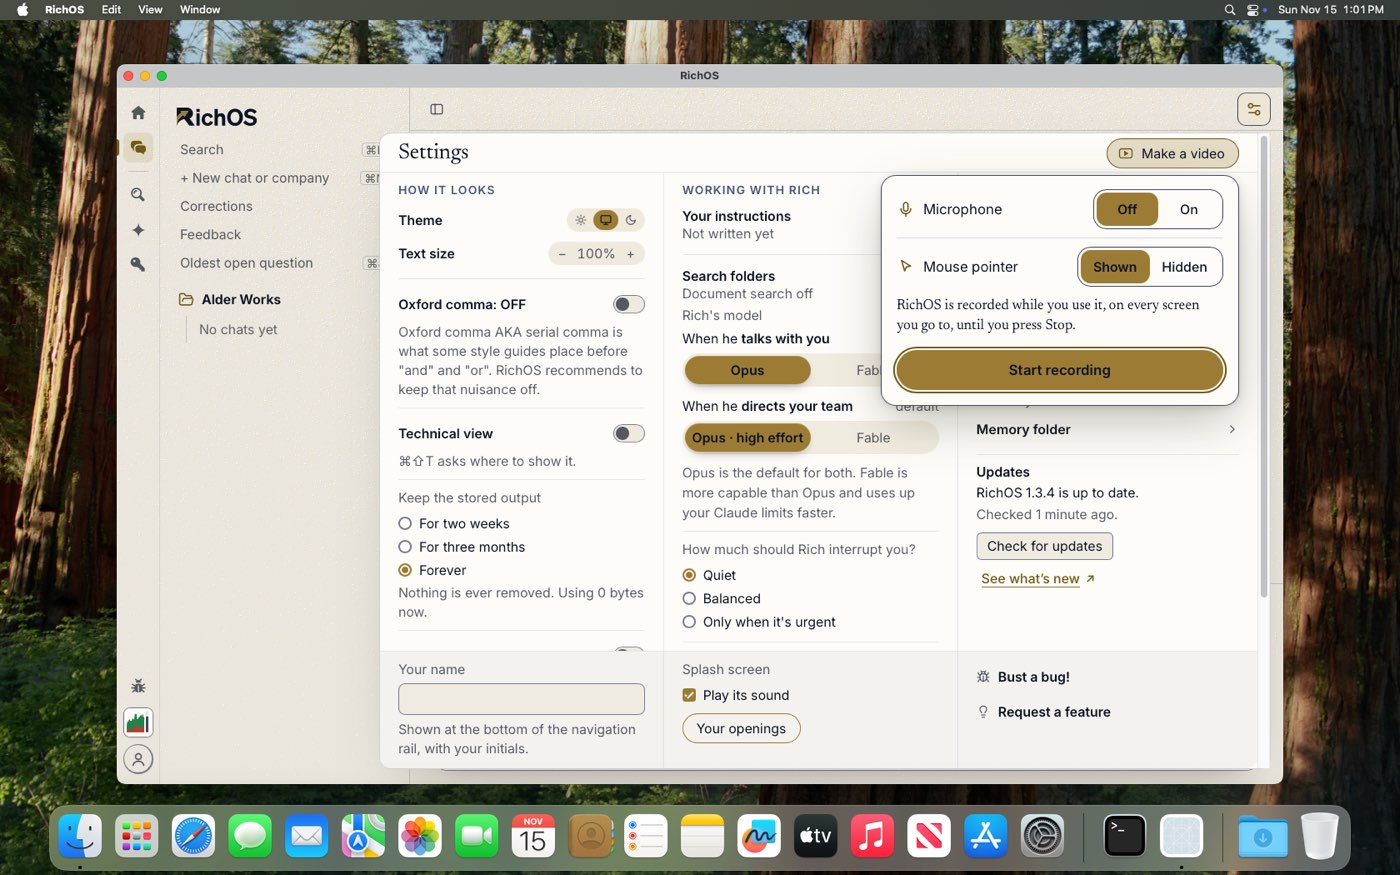 RichOS Edit View Window
Sun Nov 15 1:01 PM
RichOS
RichOS
Search
+ New chat or company
Corrections
Feedback
Oldest open question
Alder Works
No chats yet
Settings
Make a video
HOW IT LOOKS
Theme
Text size
− 100% +
Oxford comma: OFF
Oxford comma AKA serial comma is
what some style guides place before
"and" and "or". RichOS recommends to
keep that nuisance off.
Technical view
⌘⇧T asks where to show it.
Keep the stored output
For two weeks
For three months
Forever
Nothing is ever removed. Using 0 bytes
now.
Your name
Shown at the bottom of the navigation
rail, with your initials.
WORKING WITH RICH
Your instructions
Not written yet
Search folders
Document search off
Rich's model
When he talks with you
Opus
When he directs your team
default
Opus · high effort Fable
Opus is the default for both. Fable is
more capable than Opus and uses up
your Claude limits faster.
How much should Rich interrupt you?
Quiet
Balanced
Only when it's urgent
Splash screen
Play its sound
Your openings
Microphone Off On
Mouse pointer Shown Hidden
RichOS is recorded while you use it, on every screen
you go to, until you press Stop.
Start recording
Memory folder
Updates
RichOS 1.3.4 is up to date.
Checked 1 minute ago.
Check for updates
See what's new ↗
Bust a bug!
Request a feature
NOV
15
tv
>_